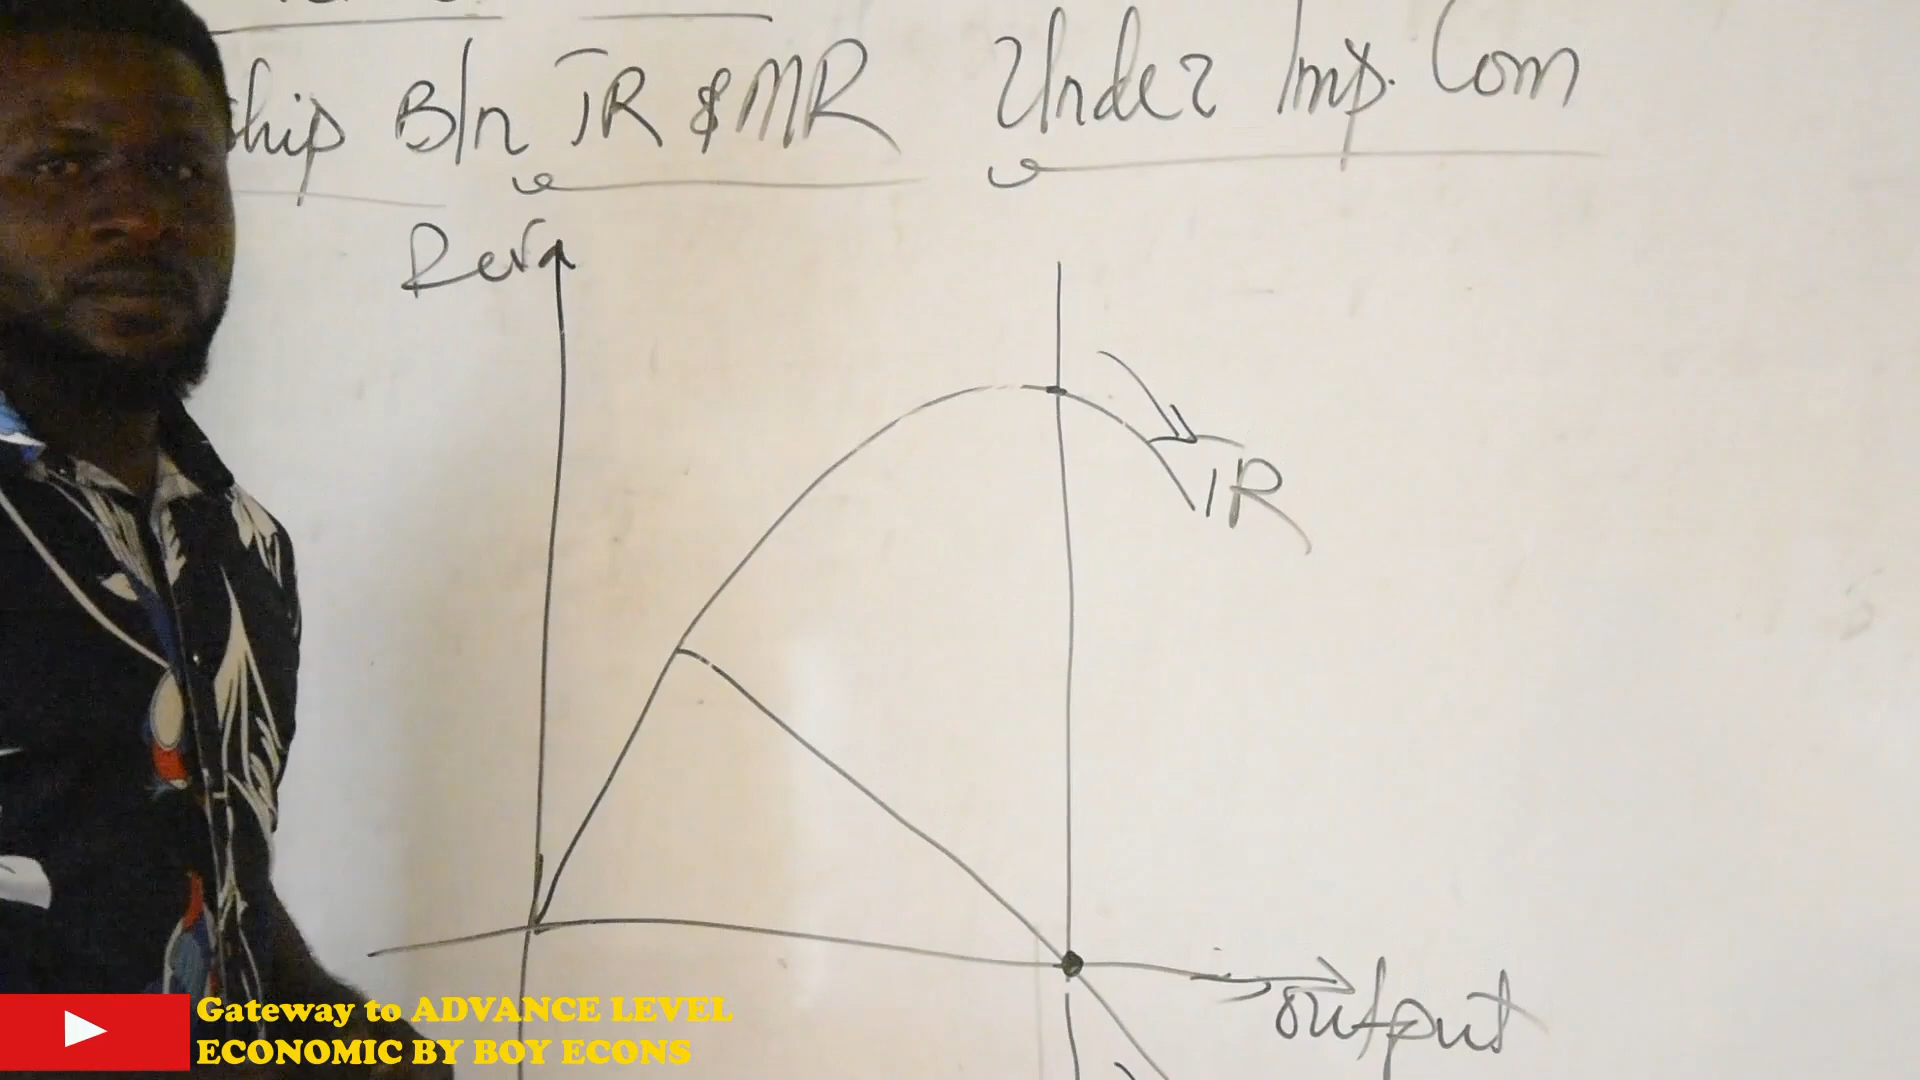 ship B/n TR & MR Under Imp. Com
Rev
TR
output
Gateway to ADVANCE LEVEL
ECONOMIC BY BOY ECONS